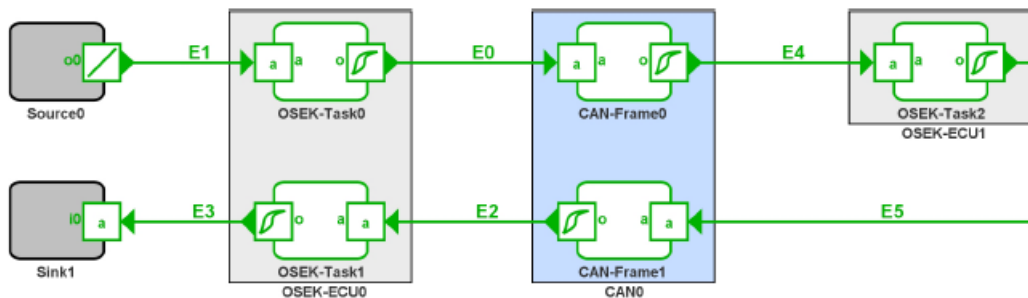 E1
E0
E4
o0
a
a
o
a
a
o
a
a
o
Source0
OSEK-Task0
CAN-Frame0
OSEK-Task2
OSEK-ECU1
E3
E2
E5
i0
a
o
a
a
o
a
a
Sink1
OSEK-Task1
CAN-Frame1
OSEK-ECU0
CAN0